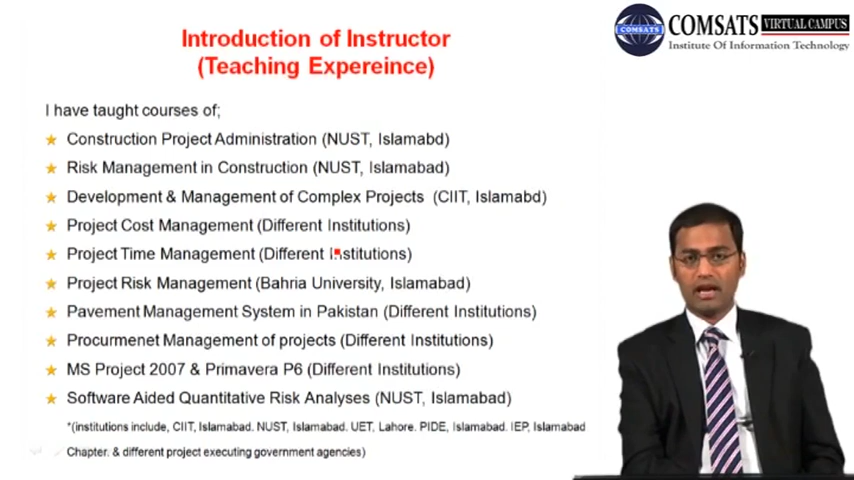 Introduction of Instructor
(Teaching Expereince)
COMSATS VIRTUAL CAMPUS
Institute Of Information Technology
COMSATS
I have taught courses of;
Construction Project Administration (NUST, Islamabd)
Risk Management in Construction (NUST, Islamabad)
Development & Management of Complex Projects (CIIT, Islamabd)
Project Cost Management (Different Institutions)
Project Time Management (Different Institutions)
Project Risk Management (Bahria University, Islamabad)
Pavement Management System in Pakistan (Different Institutions)
Procurmenet Management of projects (Different Institutions)
MS Project 2007 & Primavera P6 (Different Institutions)
Software Aided Quantitative Risk Analyses (NUST, Islamabad)
*(institutions include, CIIT, Islamabad. NUST, Islamabad. UET, Lahore. PIDE, Islamabad. IEP, Islamabad
Chapter. & different project executing government agencies)